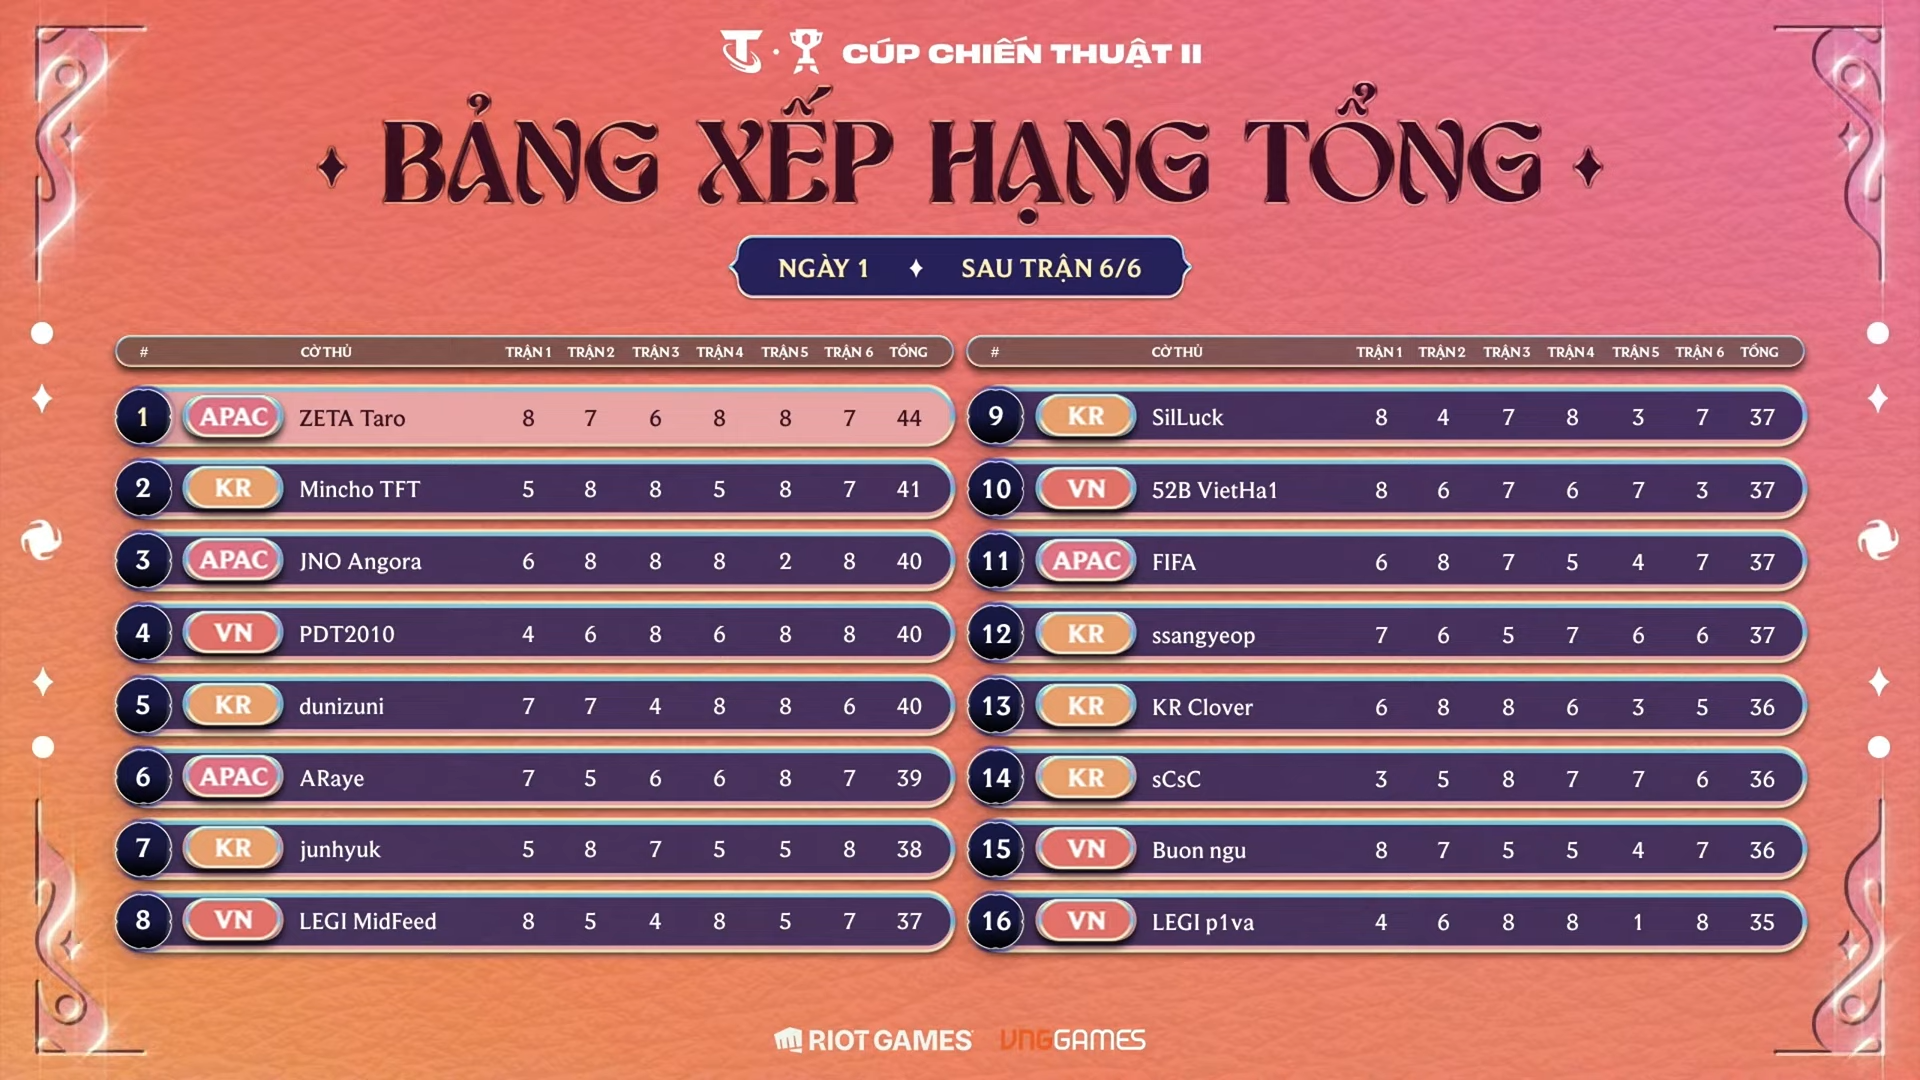 CÚP CHIẾN THUẬT II
BẢNG XẾP HẠNG TỔNG
NGÀY 1 SAU TRẬN 6/6
# CỜ THỦ TRẬN 1 TRẬN 2 TRẬN 3 TRẬN 4 TRẬN 5 TRẬN 6 TỔNG
1 APAC ZETA Taro 8 7 6 8 8 7 44
2 KR Mincho TFT 5 8 8 5 8 7 41
3 APAC JNO Angora 6 8 8 8 2 8 40
4 VN PDT2010 4 6 8 6 8 8 40
5 KR dunizuni 7 7 4 8 8 6 40
6 APAC ARaye 7 5 6 6 8 7 39
7 KR junhyuk 5 8 7 5 5 8 38
8 VN LEGI MidFeed 8 5 4 8 5 7 37
# CỜ THỦ TRẬN 1 TRẬN 2 TRẬN 3 TRẬN 4 TRẬN 5 TRẬN 6 TỔNG
9 KR SilLuck 8 4 7 8 3 7 37
10 VN 52B VietHa1 8 6 7 6 7 3 37
11 APAC FIFA 6 8 7 5 4 7 37
12 KR ssangyeop 7 6 5 7 6 6 37
13 KR KR Clover 6 8 8 6 3 5 36
14 KR sCsC 3 5 8 7 7 6 36
15 VN Buon ngu 8 7 5 5 4 7 36
16 VN LEGI p1va 4 6 8 8 1 8 35
RIOT GAMES VNGGAMES